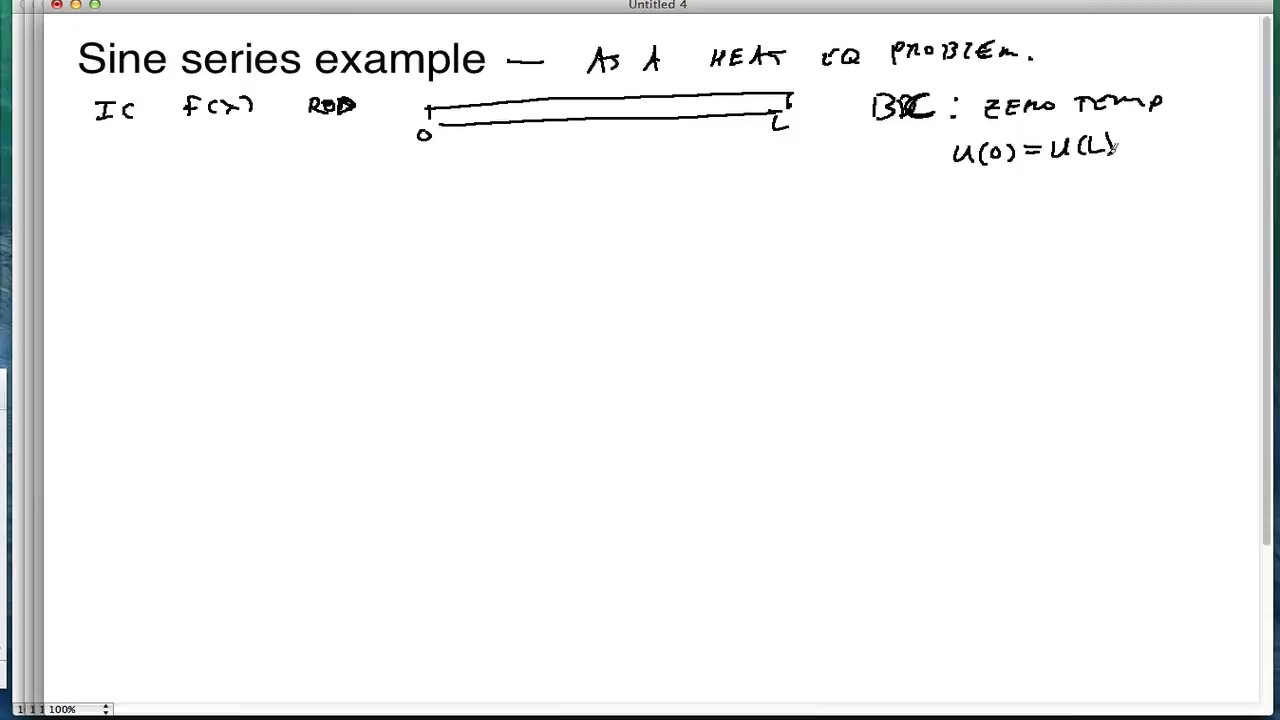 Untitled 4
Sine series example — AS A HEAT EQ PROBLEM.
IC F(x) ROD 0 L BC: ZERO TEMP
u(0) = u(L)
100%